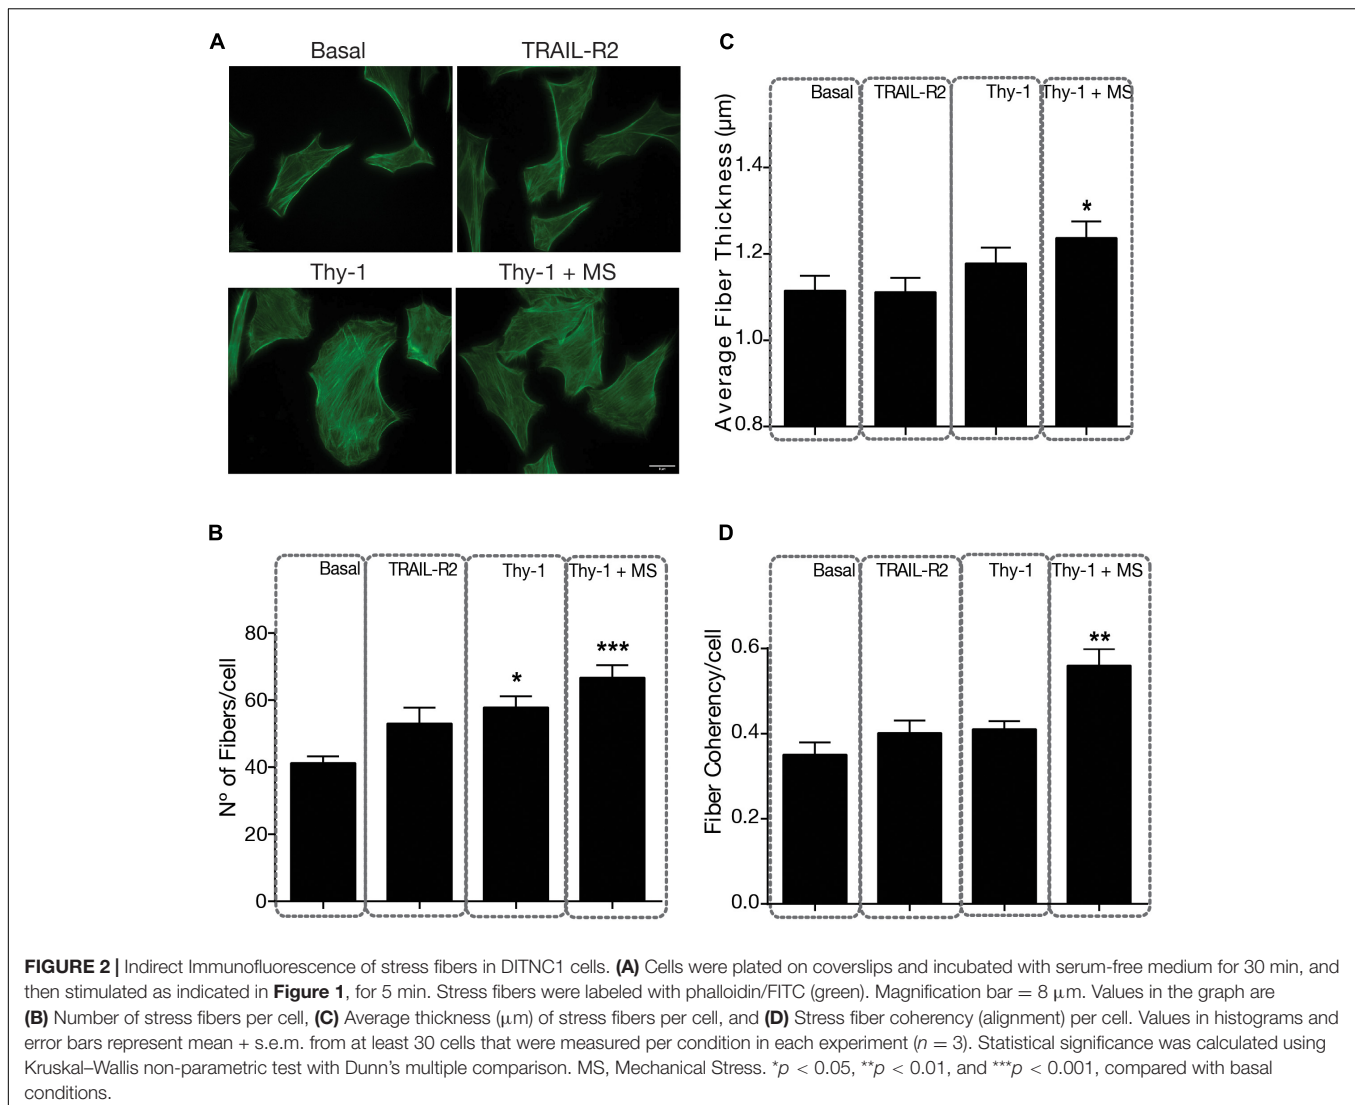 A
Basal
TRAIL-R2
Thy-1
Thy-1 + MS
C
Basal
TRAIL-R2
Thy-1
Thy-1 + MS
Average Fiber Thickness (μm)
1.4
1.2
1.0
0.8
*
B
Basal
TRAIL-R2
Thy-1
Thy-1 + MS
Nº of Fibers/cell
80
60
40
20
0
*
***
D
Basal
TRAIL-R2
Thy-1
Thy-1 + MS
Fiber Coherency/cell
0.6
0.4
0.2
0.0
**
FIGURE 2 | Indirect Immunofluorescence of stress fibers in DITNC1 cells. (A) Cells were plated on coverslips and incubated with serum-free medium for 30 min, and
then stimulated as indicated in Figure 1, for 5 min. Stress fibers were labeled with phalloidin/FITC (green). Magnification bar = 8 μm. Values in the graph are
(B) Number of stress fibers per cell, (C) Average thickness (μm) of stress fibers per cell, and (D) Stress fiber coherency (alignment) per cell. Values in histograms and
error bars represent mean + s.e.m. from at least 30 cells that were measured per condition in each experiment (n = 3). Statistical significance was calculated using
Kruskal–Wallis non-parametric test with Dunn's multiple comparison. MS, Mechanical Stress. *p < 0.05, **p < 0.01, and ***p < 0.001, compared with basal
conditions.